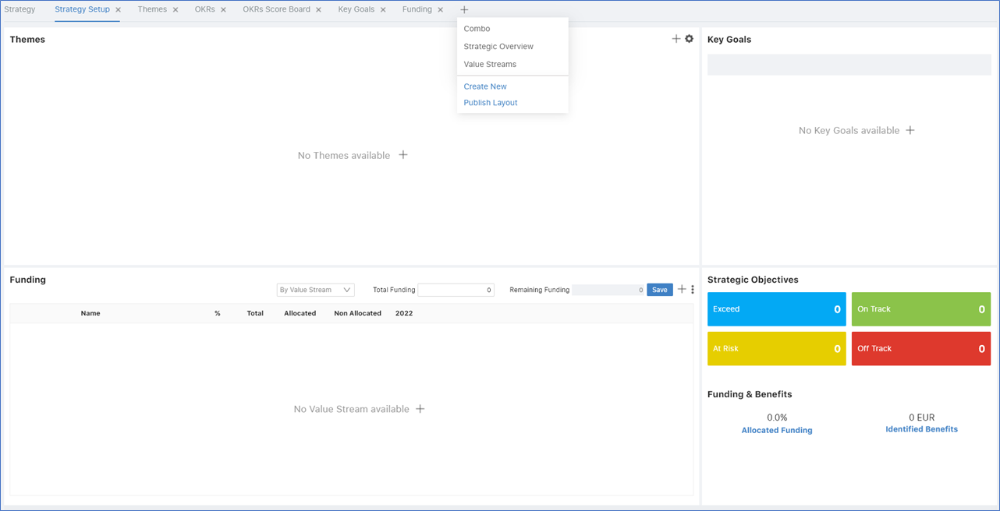 Strategy Strategy Setup Themes OKRs OKRs Score Board Key Goals Funding
Combo
Strategic Overview
Value Streams
Create New
Publish Layout
Themes
No Themes available
Key Goals
No Key Goals available
Funding
By Value Stream Total Funding 0 Remaining Funding 0 Save
Name % Total Allocated Non Allocated 2022
No Value Stream available
Strategic Objectives
Exceed 0 On Track 0
At Risk 0 Off Track 0
Funding & Benefits
0.0% 0 EUR
Allocated Funding Identified Benefits